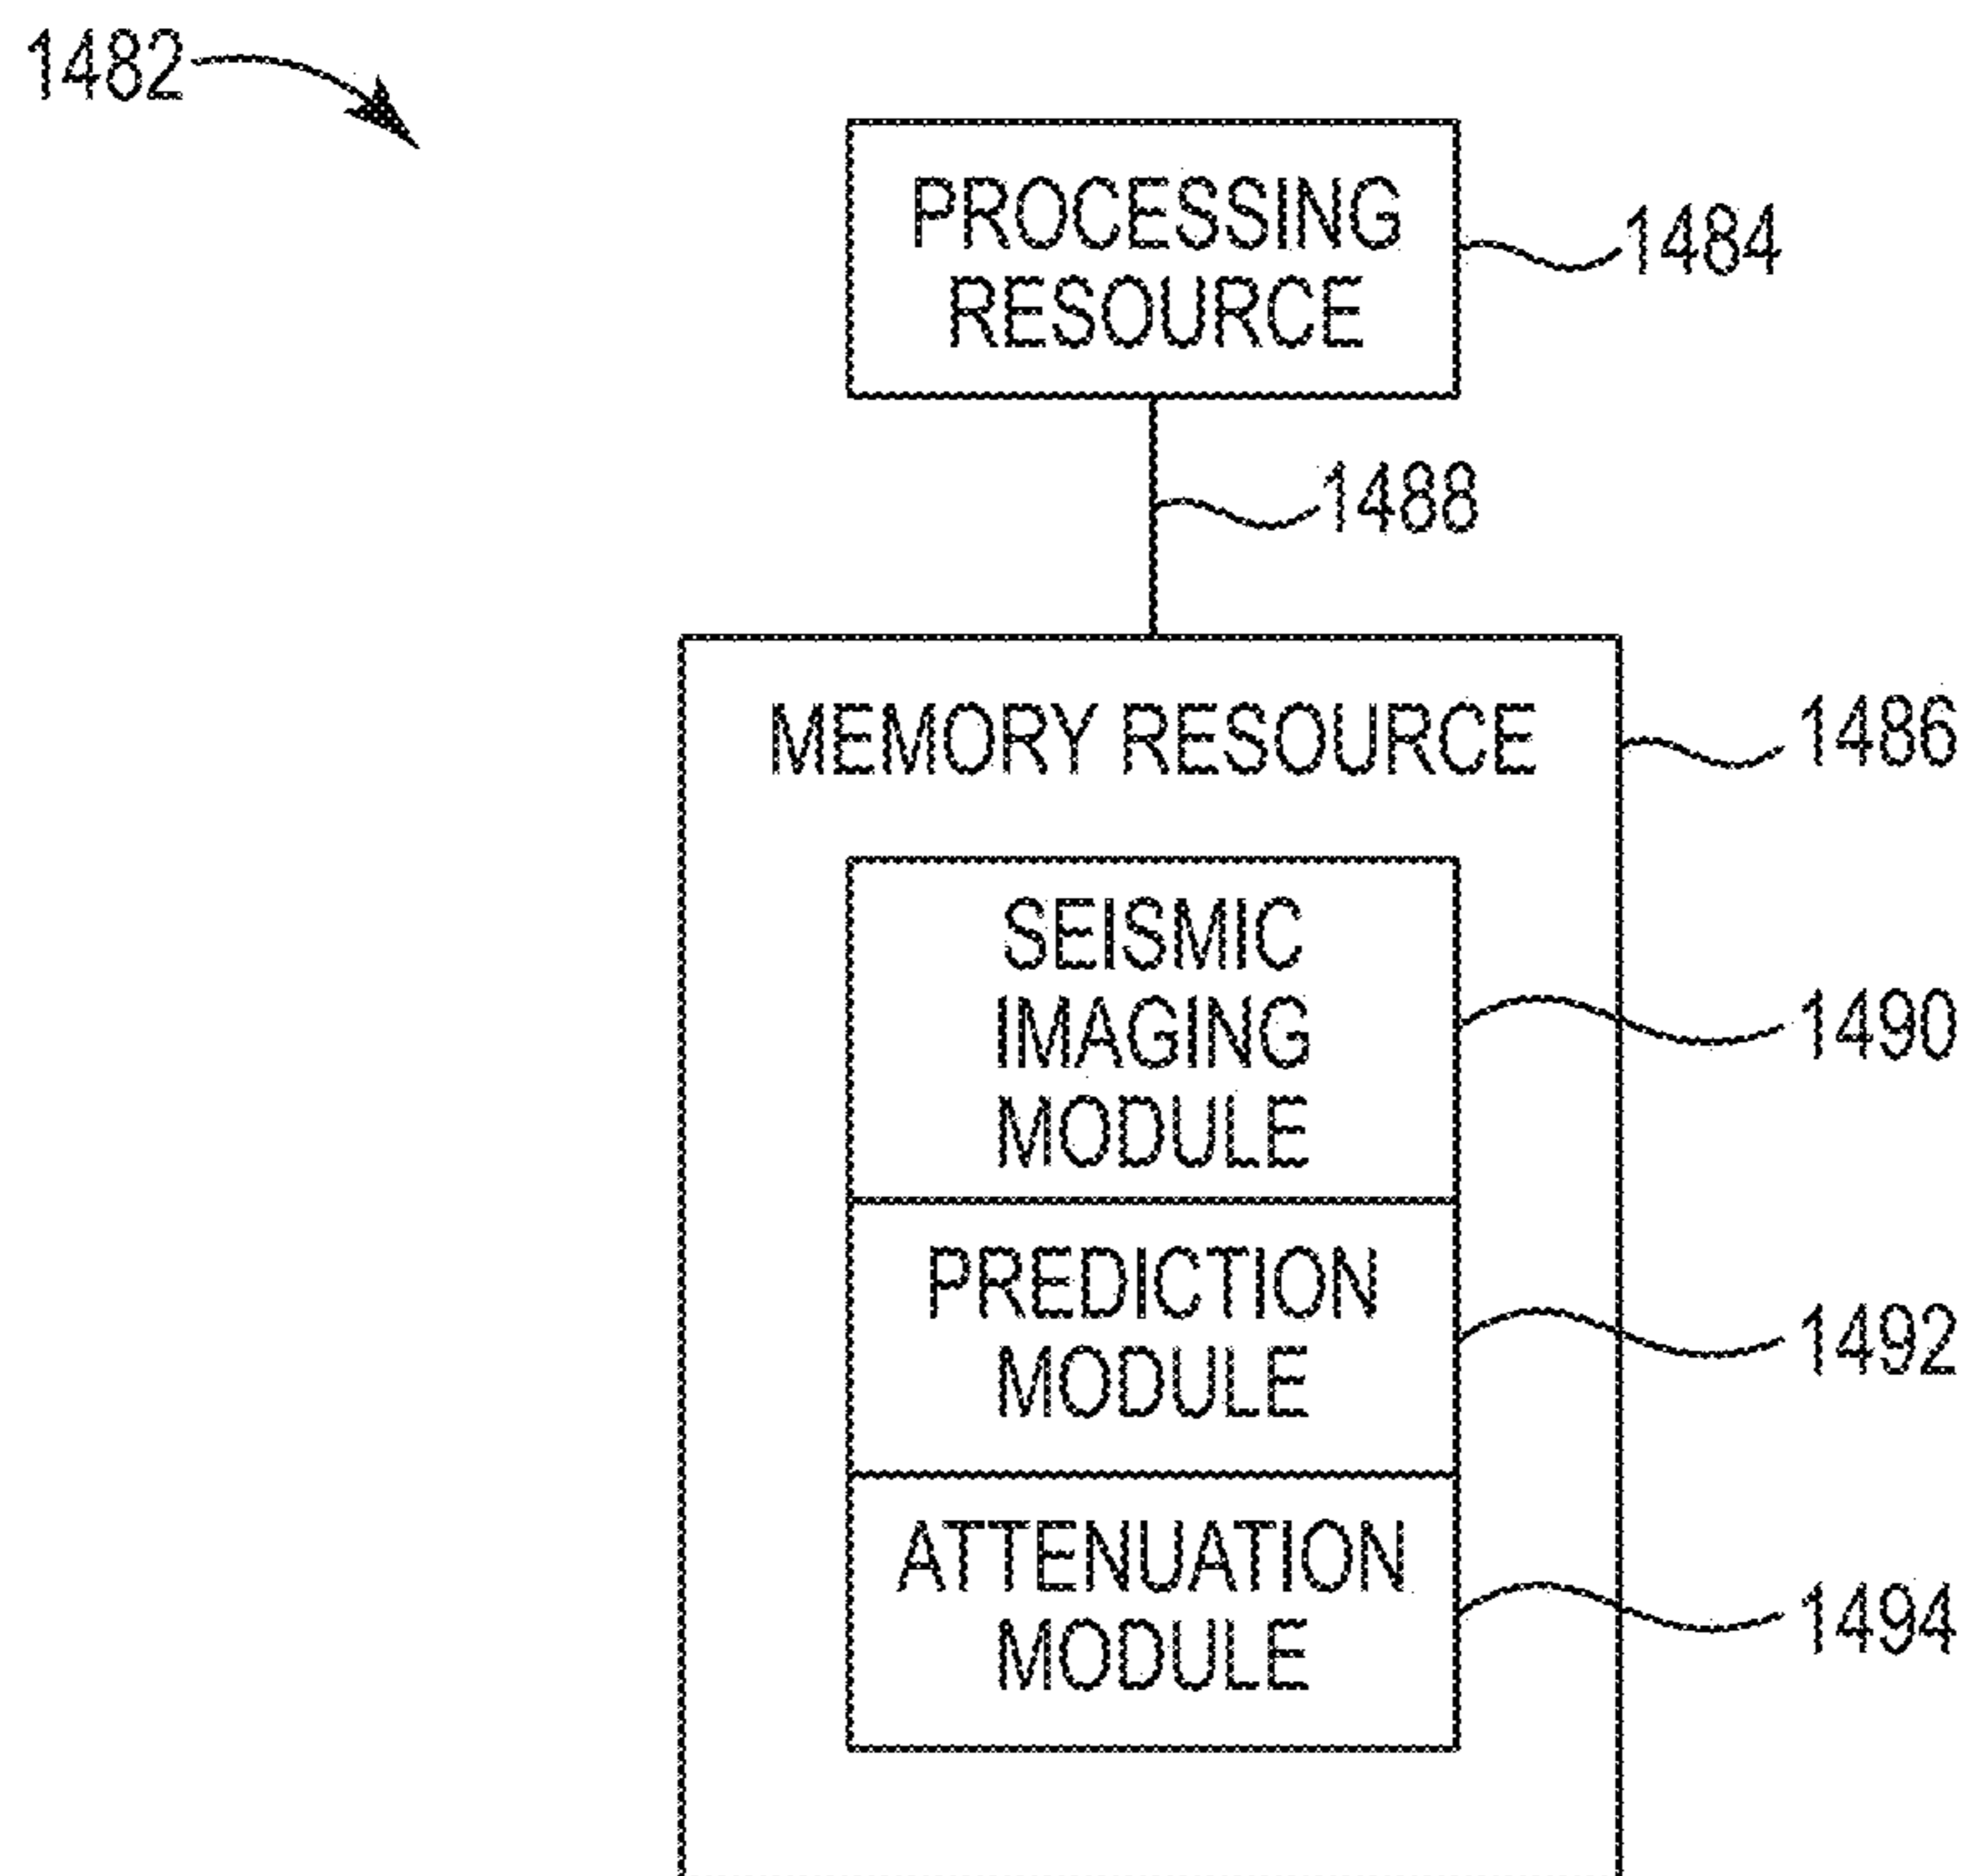 1482
PROCESSING
RESOURCE
1484
1488
MEMORY RESOURCE
1486
SEISMIC
IMAGING
MODULE
1490
PREDICTION
MODULE
1492
ATTENUATION
MODULE
1494